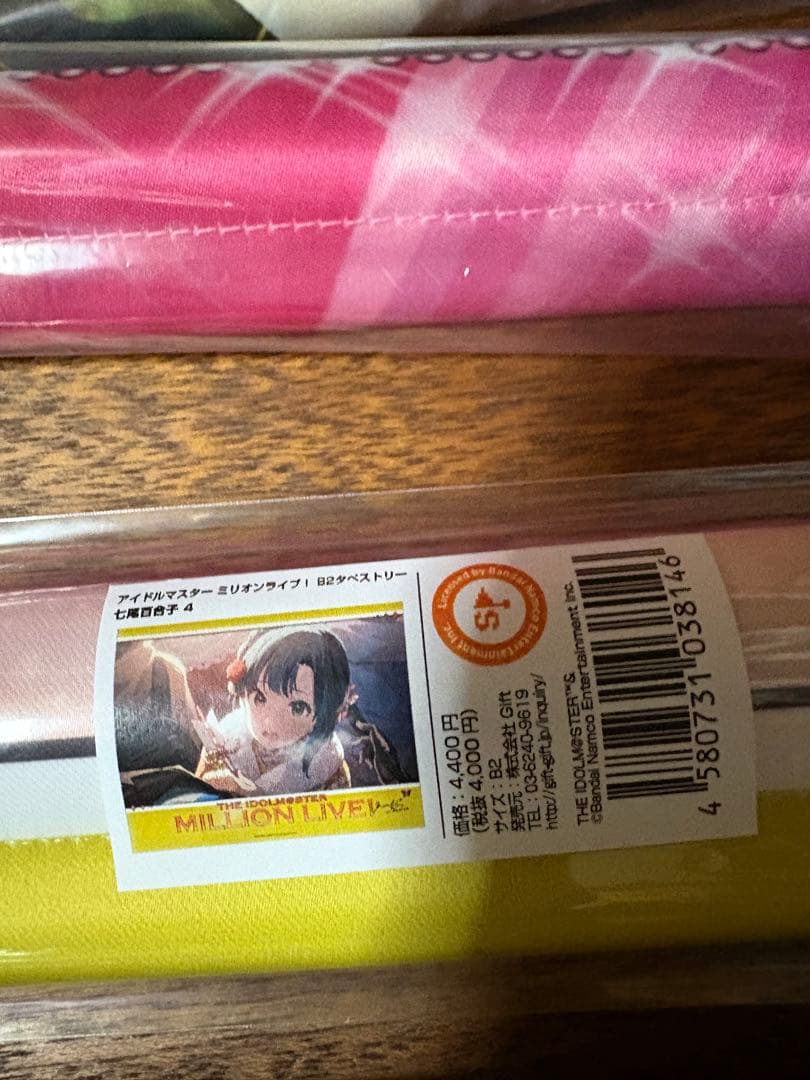 アイドルマスター ミリオンライブ! B2タペストリー
七尾百合子 4
THE IDOLM@STER
MILLION LIVE!
Licensed by Bandai Namco Entertainment Inc.
価格:4,400円
(税抜 4,000円)
サイズ:B2
発売元:株式会社 Gift
TEL:03-6240-9619
http://gift-gift.jp/inquiry/
THE IDOLM@STER™&
©Bandai Namco Entertainment Inc.
4 580731 038146